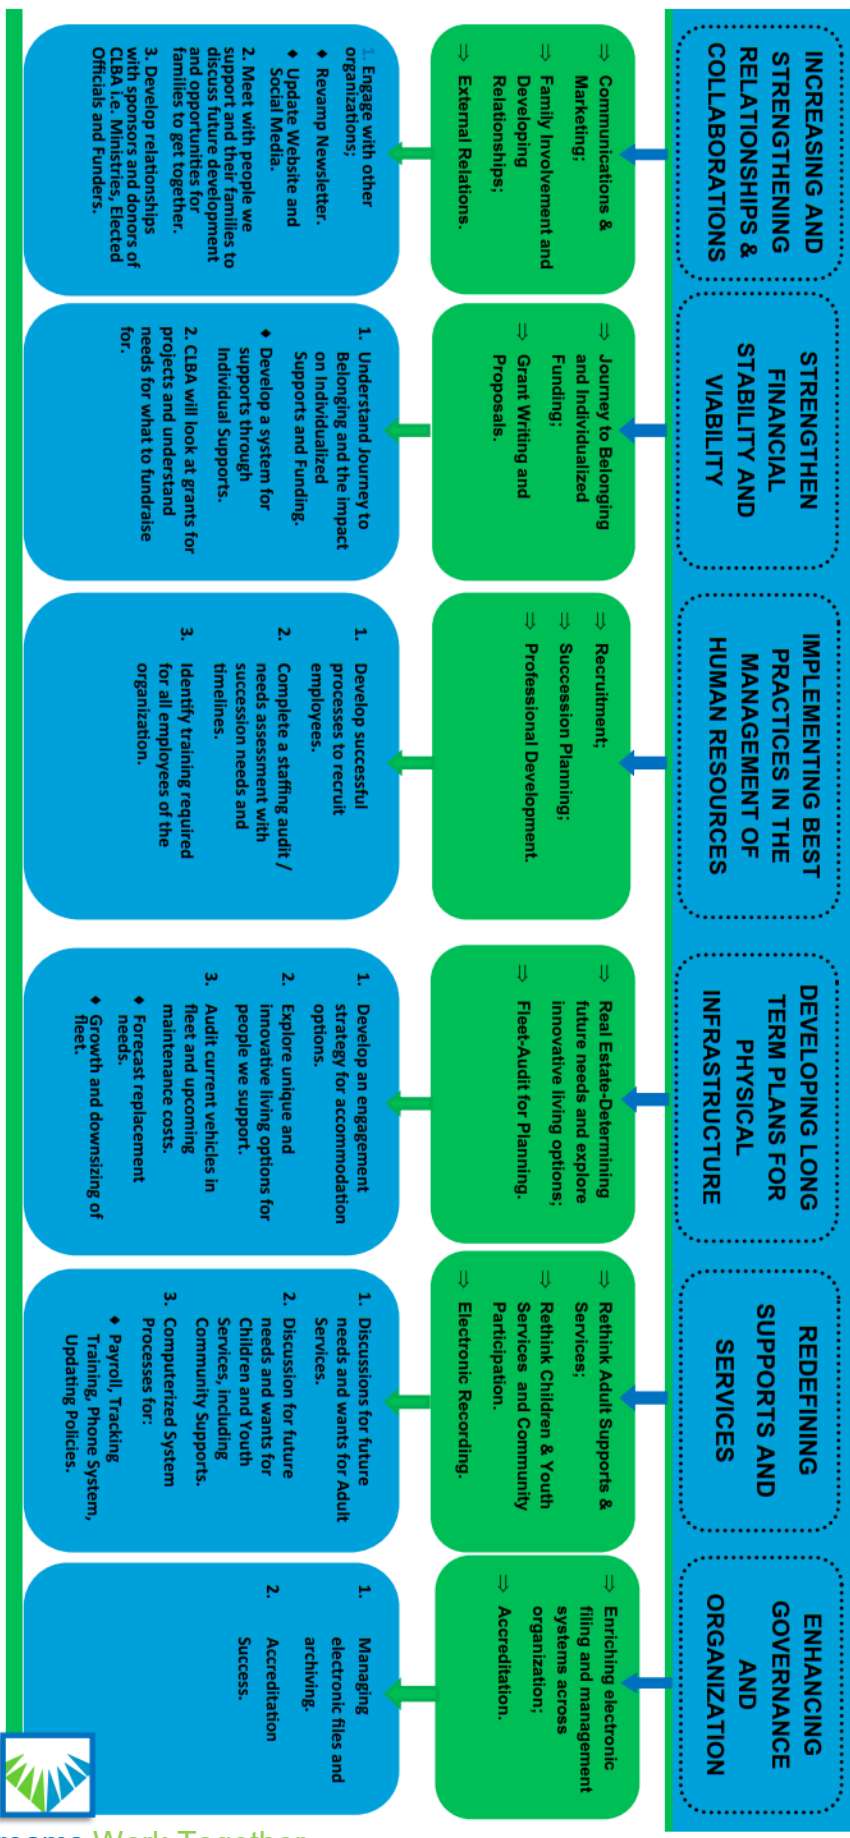 INCREASING AND
STRENGTHENING
RELATIONSHIPS &
COLLABORATIONS
⇒ Communications &
Marketing;
⇒ Family Involvement and
Developing
Relationships;
⇒ External Relations.
1. Engage with other
organizations;
♦ Revamp Newsletter.
♦ Update Website and
Social Media.
2. Meet with people we
support and their families to
discuss future development
and opportunities for
families to get together.
3. Develop relationships
with sponsors and donors of
CLBA i.e. Ministries, Elected
Officials and Funders.
STRENGTHEN
FINANCIAL
STABILITY AND
VIABILITY
⇒ Journey to Belonging
and Individualized
Funding;
⇒ Grant Writing and
Proposals.
1. Understand Journey to
Belonging and the impact
on Individualized
Supports and Funding.
♦ Develop a system for
supports through
Individual Supports.
2. CLBA will look at grants for
projects and understand
needs for what to fundraise
for.
IMPLEMENTING BEST
PRACTICES IN THE
MANAGEMENT OF
HUMAN RESOURCES
⇒ Recruitment;
⇒ Succession Planning;
⇒ Professional Development.
1. Develop successful
processes to recruit
employees.
2. Complete a staffing audit /
needs assessment with
succession needs and
timelines.
3. Identify training required
for all employees of the
organization.
DEVELOPING LONG
TERM PLANS FOR
PHYSICAL
INFRASTRUCTURE
⇒ Real Estate-Determining
future needs and explore
innovative living options;
⇒ Fleet-Audit for Planning.
1. Develop an engagement
strategy for accommodation
options.
2. Explore unique and
innovative living options for
people we support.
3. Audit current vehicles in
fleet and upcoming
maintenance costs.
♦ Forecast replacement
needs.
♦ Growth and downsizing of
fleet.
REDEFINING
SUPPORTS AND
SERVICES
⇒ Rethink Adult Supports &
Services;
⇒ Rethink Children & Youth
Services and Community
Participation.
⇒ Electronic Recording.
1. Discussions for future
needs and wants for Adult
Services.
2. Discussion for future
needs and wants for
Children and Youth
Services, including
Community Supports.
3. Computerized System
Processes for:
♦ Payroll, Tracking
Training, Phone System,
Updating Policies.
ENHANCING
GOVERNANCE
AND
ORGANIZATION
⇒ Enriching electronic
filing and management
systems across
organization;
⇒ Accreditation.
1. Managing
electronic files and
archiving.
2. Accreditation
Success.
Work Together